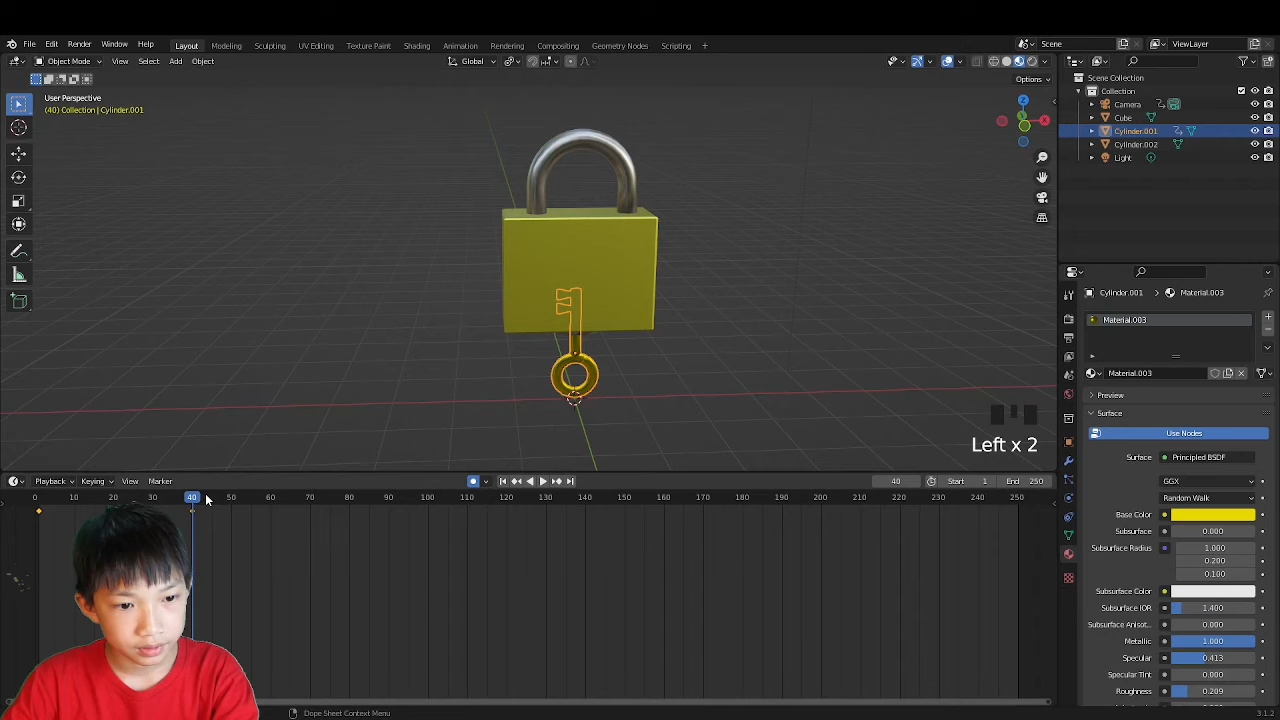 File Edit Render Window Help Layout Modeling Sculpting UV Editing Texture Paint Shading Animation Rendering Compositing Geometry Nodes Scripting + Scene ViewLayer
Object Mode View Select Add Object Global
Options
User Perspective
(40) Collection | Cylinder.001
Z
X
Y
Scene Collection
Collection
Camera
Cube
Cylinder.001
Cylinder.002
Light
Cylinder.001 Material.003
Material.003
Material.003
Preview
Surface
Use Nodes
Surface Principled BSDF
GGX
Random Walk
Base Color
Subsurface 0.000
Subsurface Radius 1.000
0.200
0.100
Subsurface Color
Subsurface IOR 1.400
Subsurface Anisot... 0.000
Metallic 1.000
Specular 0.413
Specular Tint 0.000
Roughness 0.209
Left x 2
Playback Keying View Marker 40 Start 1 End 250
0 10 20 30 40 50 60 70 80 90 100 110 120 130 140 150 160 170 180 190 200 210 220 230 240 250
Dope Sheet Context Menu
3.1.2